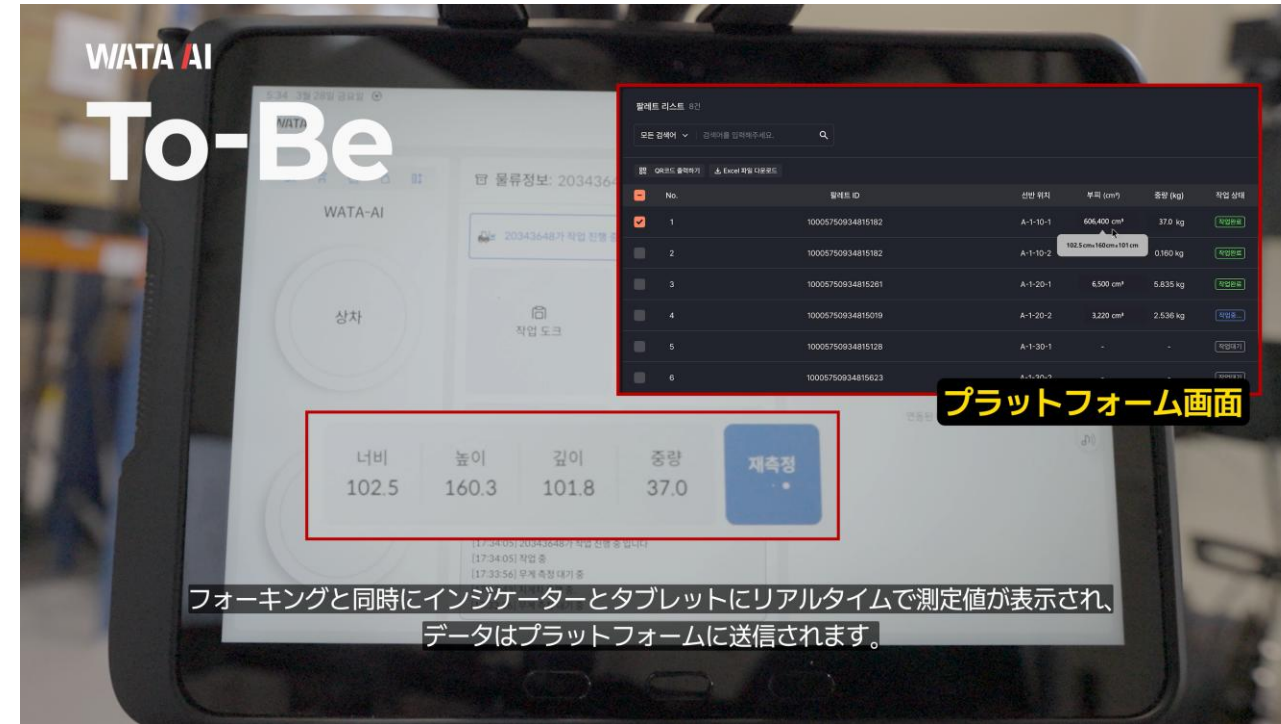 WATA AI
To-Be
5:34 3월 28일 금요일
WATA
WATA-AI
상차
물류정보: 2034364
20343648가 작업 진행 중
작업 도크
팔레트 리스트 8건
모든 검색어 검색어를 입력해주세요.
QR코드 출력하기 Excel 파일 다운로드
No. 팔레트 ID 선반 위치 부피 (cm³) 중량 (kg) 작업 상태
1 10005750934815182 A-1-10-1 606,400 cm³ 37.0 kg 작업완료
102.5cm×160cm×101cm
2 10005750934815182 A-1-10-2 0.160 kg 작업완료
3 10005750934815261 A-1-20-1 6,500 cm³ 5.835 kg 작업완료
4 10005750934815019 A-1-20-2 3,220 cm³ 2.536 kg 작업중...
5 10005750934815128 A-1-30-1 - - 작업대기
6 10005750934815623 A-1-30-2
プラットフォーム画面
너비 높이 깊이 중량 재측정
102.5 160.3 101.8 37.0
[17:34:05] 20343648가 작업 진행 중 입니다
[17:34:05] 작업 중
[17:33:56] 무게 측정 대기 중
フォーキングと同時にインジケーターとタブレットにリアルタイムで測定値が表示され、
データはプラットフォームに送信されます。